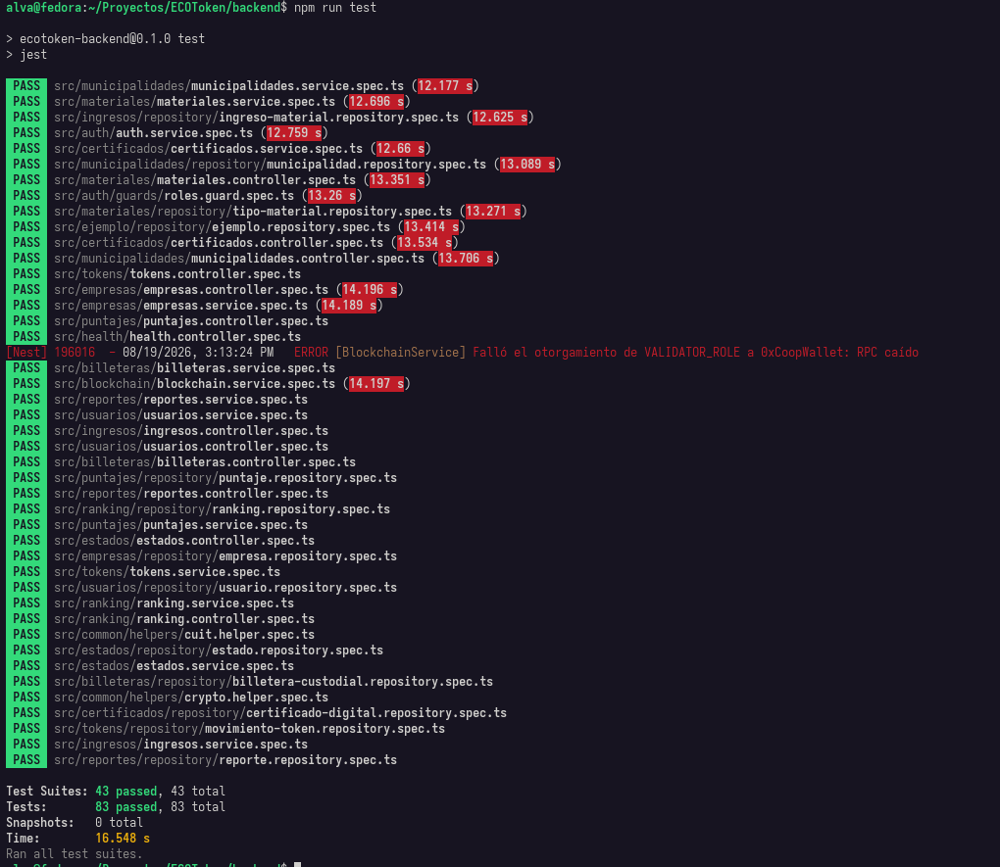 alva@fedora:~/Proyectos/ECOToken/backend$ npm run test
> ecotoken-backend@0.1.0 test
> jest
PASS src/municipalidades/municipalidades.service.spec.ts (12.177 s)
PASS src/materiales/materiales.service.spec.ts (12.696 s)
PASS src/ingresos/repository/ingreso-material.repository.spec.ts (12.625 s)
PASS src/auth/auth.service.spec.ts (12.759 s)
PASS src/certificados/certificados.service.spec.ts (12.66 s)
PASS src/municipalidades/repository/municipalidad.repository.spec.ts (13.089 s)
PASS src/materiales/materiales.controller.spec.ts (13.351 s)
PASS src/auth/guards/roles.guard.spec.ts (13.26 s)
PASS src/materiales/repository/tipo-material.repository.spec.ts (13.271 s)
PASS src/ejemplo/repository/ejemplo.repository.spec.ts (13.414 s)
PASS src/certificados/certificados.controller.spec.ts (13.534 s)
PASS src/municipalidades/municipalidades.controller.spec.ts (13.706 s)
PASS src/tokens/tokens.controller.spec.ts
PASS src/empresas/empresas.controller.spec.ts (14.196 s)
PASS src/empresas/empresas.service.spec.ts (14.189 s)
PASS src/puntajes/puntajes.controller.spec.ts
PASS src/health/health.controller.spec.ts
[Nest] 196016  - 08/19/2026, 3:13:24 PM   ERROR [BlockchainService] Falló el otorgamiento de VALIDATOR_ROLE a 0xCoopWallet: RPC caído
PASS src/billeteras/billeteras.service.spec.ts
PASS src/blockchain/blockchain.service.spec.ts (14.197 s)
PASS src/reportes/reportes.service.spec.ts
PASS src/usuarios/usuarios.service.spec.ts
PASS src/ingresos/ingresos.controller.spec.ts
PASS src/usuarios/usuarios.controller.spec.ts
PASS src/billeteras/billeteras.controller.spec.ts
PASS src/puntajes/repository/puntaje.repository.spec.ts
PASS src/reportes/reportes.controller.spec.ts
PASS src/ranking/repository/ranking.repository.spec.ts
PASS src/puntajes/puntajes.service.spec.ts
PASS src/estados/estados.controller.spec.ts
PASS src/empresas/repository/empresa.repository.spec.ts
PASS src/tokens/tokens.service.spec.ts
PASS src/usuarios/repository/usuario.repository.spec.ts
PASS src/ranking/ranking.service.spec.ts
PASS src/ranking/ranking.controller.spec.ts
PASS src/common/helpers/cuit.helper.spec.ts
PASS src/estados/repository/estado.repository.spec.ts
PASS src/estados/estados.service.spec.ts
PASS src/billeteras/repository/billetera-custodial.repository.spec.ts
PASS src/common/helpers/crypto.helper.spec.ts
PASS src/certificados/repository/certificado-digital.repository.spec.ts
PASS src/tokens/repository/movimiento-token.repository.spec.ts
PASS src/ingresos/ingresos.service.spec.ts
PASS src/reportes/repository/reporte.repository.spec.ts
Test Suites: 43 passed, 43 total
Tests:       83 passed, 83 total
Snapshots:   0 total
Time:        16.548 s
Ran all test suites.
alva@fedora:~/Proyectos/ECOToken/backend$